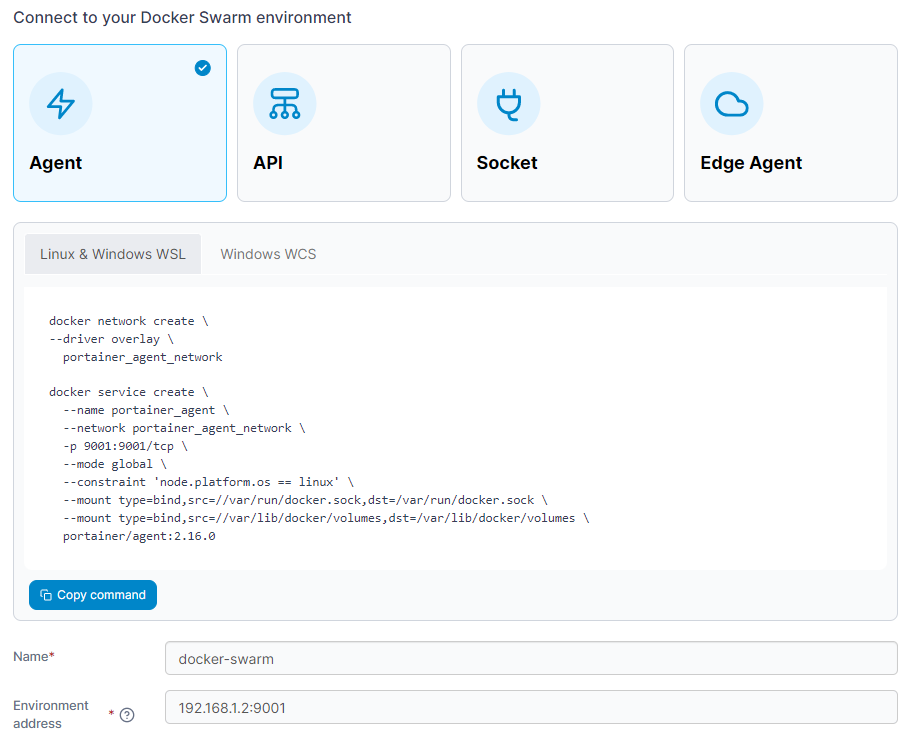 Connect to your Docker Swarm environment
Agent
API
Socket
Edge Agent
Linux & Windows WSL
Windows WCS
docker network create \
--driver overlay \
  portainer_agent_network
docker service create \
  --name portainer_agent \
  --network portainer_agent_network \
  -p 9001:9001/tcp \
  --mode global \
  --constraint 'node.platform.os == linux' \
  --mount type=bind,src=//var/run/docker.sock,dst=/var/run/docker.sock \
  --mount type=bind,src=//var/lib/docker/volumes,dst=/var/lib/docker/volumes \
  portainer/agent:2.16.0
Copy command
Name*
docker-swarm
Environment
address * ?
192.168.1.2:9001